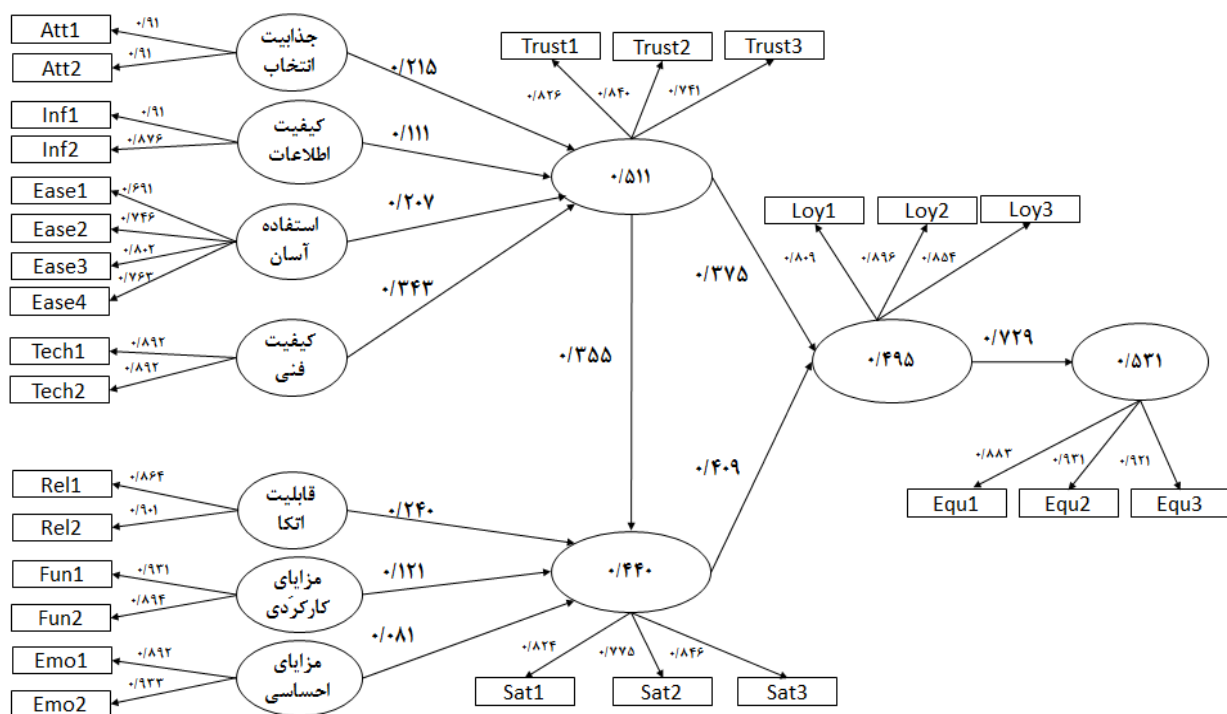 Att1
۰/۹۱
Att2
۰/۹۱
جذابیت
انتخاب
۰/۲۱۵
Inf1
۰/۹۱
Inf2
۰/۸۷۶
کیفیت
اطلاعات
۰/۱۱۱
Ease1
۰/۶۹۱
Ease2
۰/۷۴۶
Ease3
۰/۸۰۲
Ease4
۰/۷۶۳
استفاده
آسان
۰/۲۰۷
Tech1
۰/۸۹۲
Tech2
۰/۸۹۲
کیفیت
فنی
۰/۳۴۳
Trust1
Trust2
Trust3
۰/۸۲۶
۰/۸۴۰
۰/۷۴۱
۰/۵۱۱
۰/۳۵۵
۰/۳۷۵
Loy1
Loy2
Loy3
۰/۸۰۹
۰/۸۹۶
۰/۸۵۴
۰/۴۹۵
۰/۷۲۹
۰/۵۳۱
۰/۸۸۳
۰/۹۳۱
۰/۹۲۱
Equ1
Equ2
Equ3
۰/۴۰۹
Rel1
۰/۸۶۴
Rel2
۰/۹۰۱
قابلیت
اتکا
۰/۲۴۰
Fun1
۰/۹۳۱
Fun2
۰/۸۹۴
مزایای
کارکردی
۰/۱۲۱
Emo1
۰/۸۹۲
Emo2
۰/۹۳۳
مزایای
احساسی
۰/۰۸۱
۰/۴۴۰
۰/۸۲۴
۰/۷۷۵
۰/۸۴۶
Sat1
Sat2
Sat3